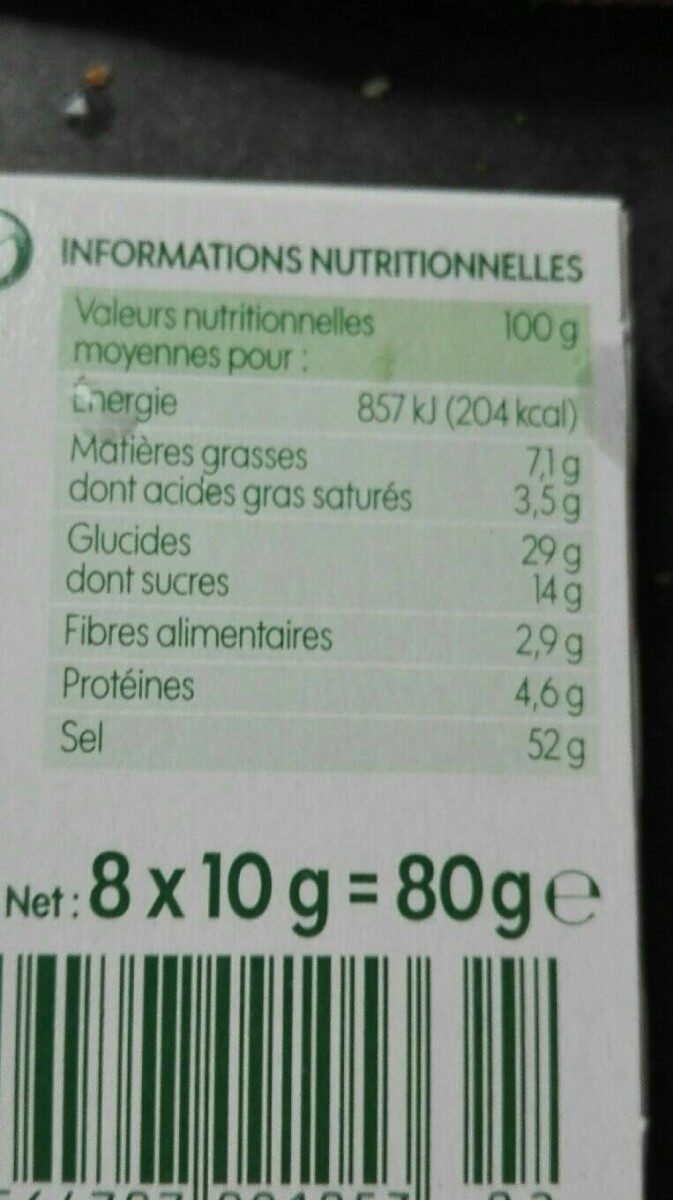 INFORMATIONS NUTRITIONNELLES
Valeurs nutritionnelles 100 g
moyennes pour :
Énergie 857 kJ (204 kcal)
Matières grasses 7,1 g
dont acides gras saturés 3,5 g
Glucides 29 g
dont sucres 14 g
Fibres alimentaires 2,9 g
Protéines 4,6 g
Sel 52 g
Net : 8 x 10 g = 80 g e